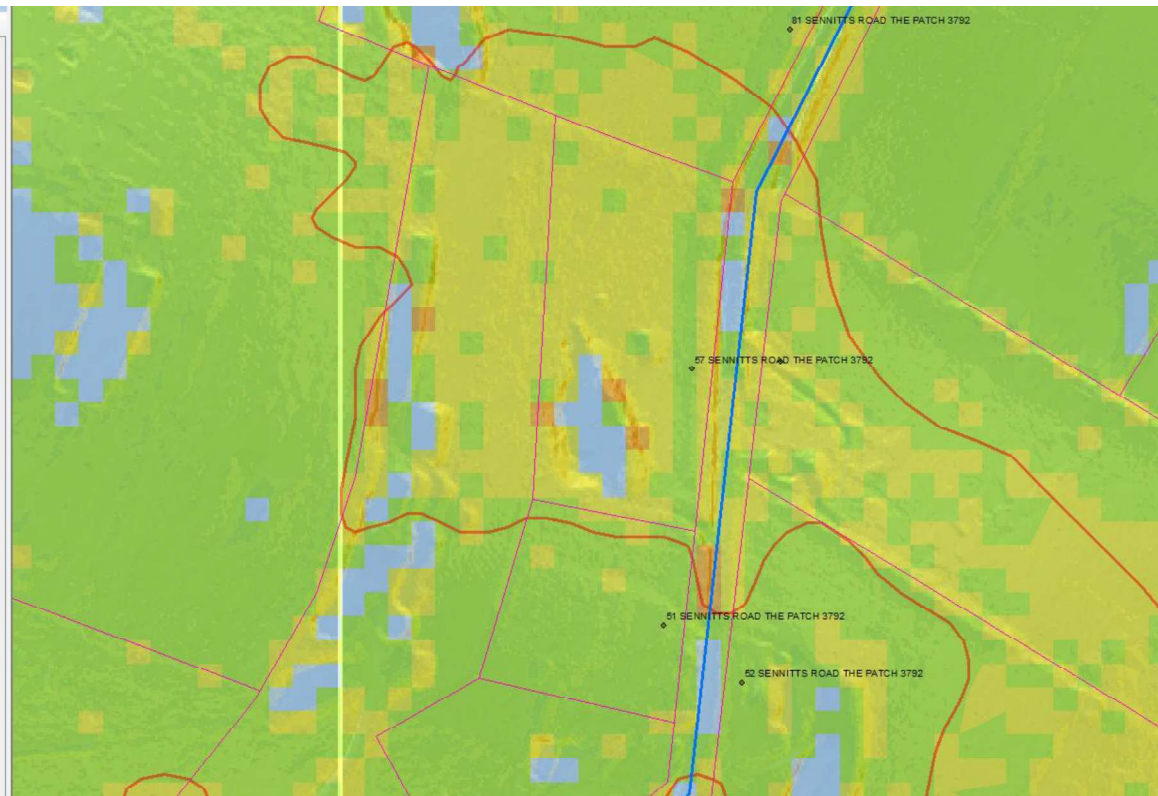 81 SENNITTS ROAD THE PATCH 3792
57 SENNITTS ROAD THE PATCH 3792
51 SENNITTS ROAD THE PATCH 3792
52 SENNITTS ROAD THE PATCH 3792